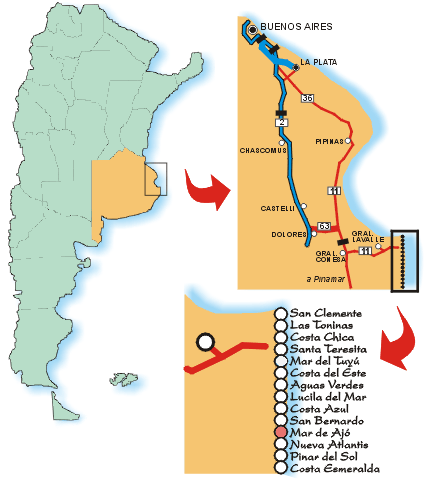 BUENOS AIRES
LA PLATA
36
2
CHASCOMUS
PIPINAS
11
CASTELLI
63
DOLORES
GRAL.
LAVALLE
GRAL.
CONESA
11
a Pinamar
San Clemente
Las Toninas
Costa Chica
Santa Teresita
Mar del Tuyú
Costa del Éste
Aguas Verdes
Lucila del Mar
Costa Azul
San Bernardo
Mar de Ajó
Nueva Atlantis
Pinar del Sol
Costa Esmeralda